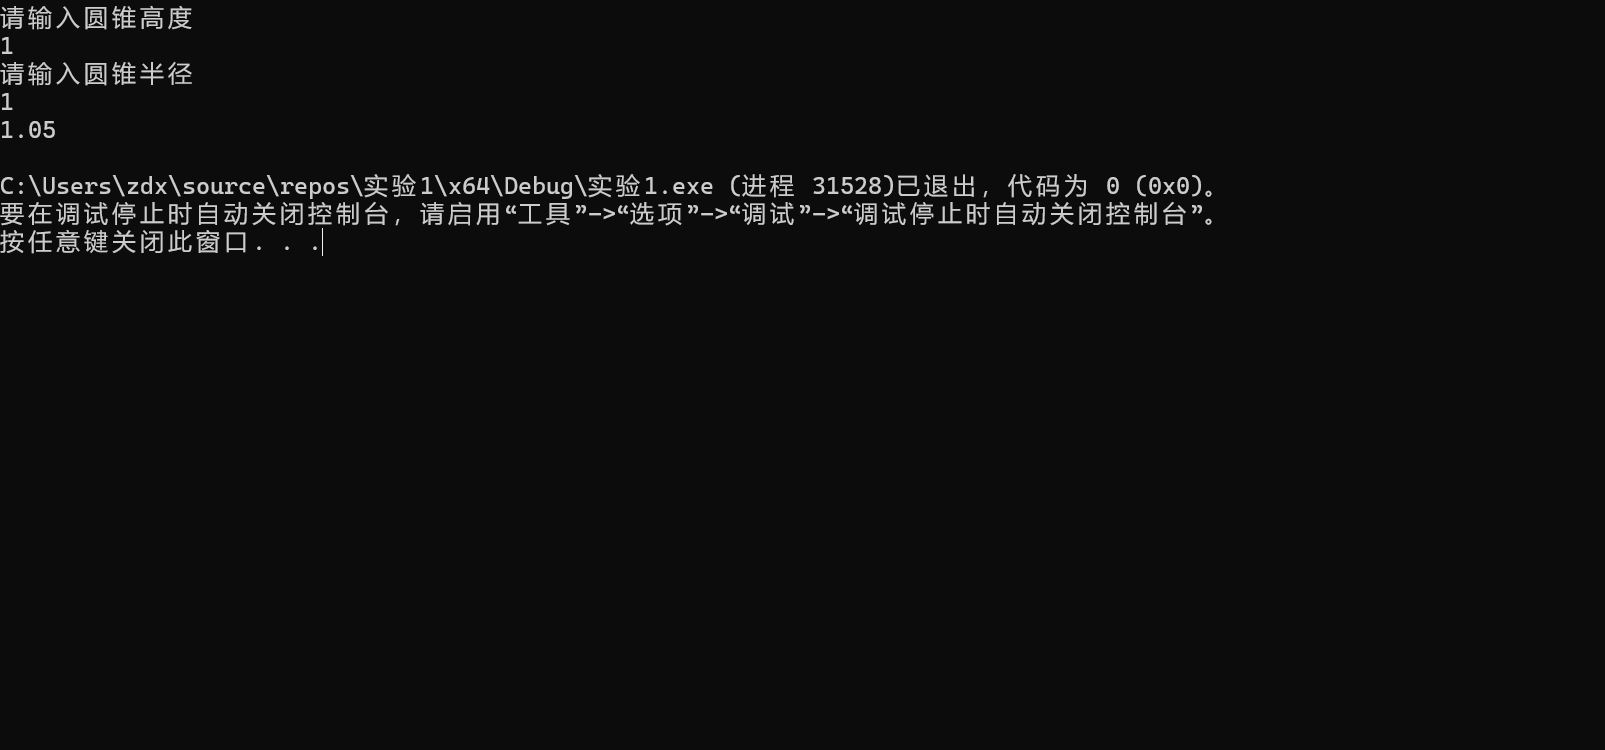 请输入圆锥高度
1
请输入圆锥半径
1
1.05
C:\Users\zdx\source\repos\实验1\x64\Debug\实验1.exe (进程 31528)已退出，代码为 0 (0x0)。
要在调试停止时自动关闭控制台，请启用“工具”->“选项”->“调试”->“调试停止时自动关闭控制台”。
按任意键关闭此窗口. . .